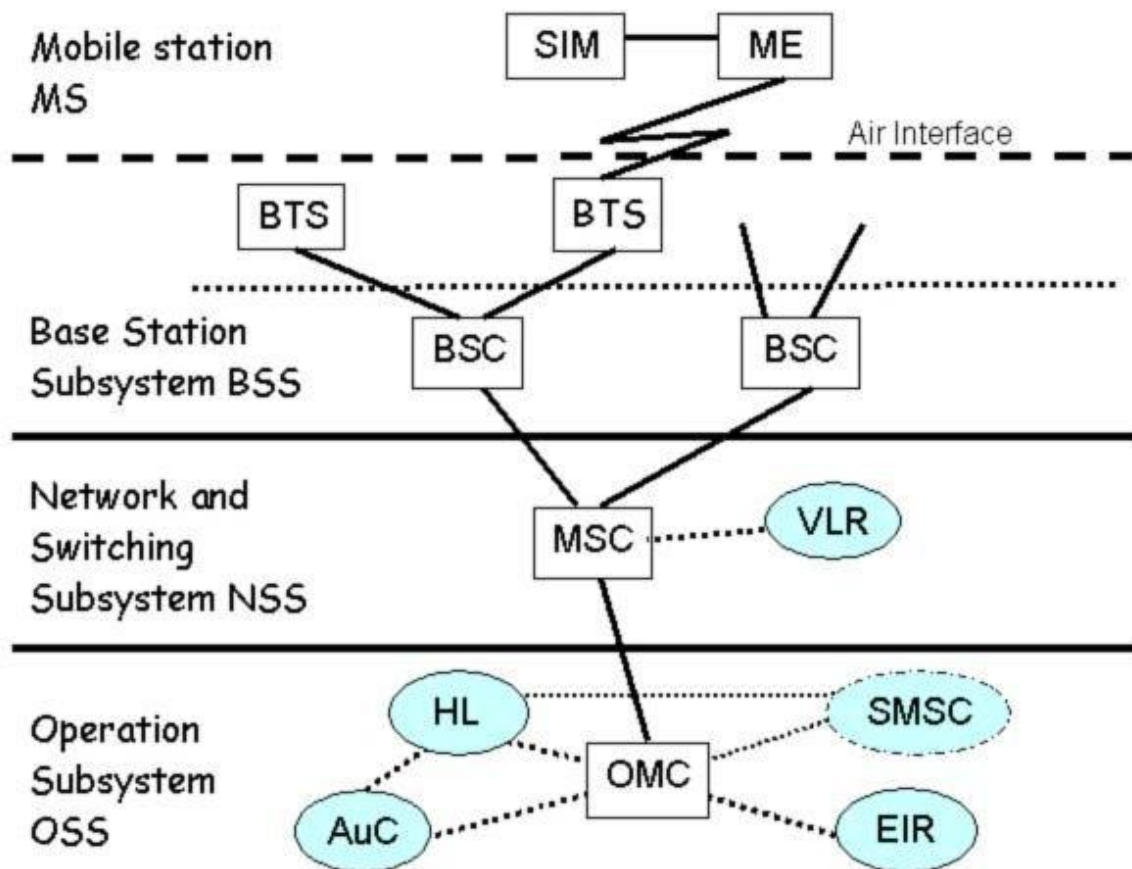 Mobile station
MS
SIM
ME
Air Interface
BTS
BTS
Base Station
Subsystem BSS
BSC
BSC
Network and
Switching
Subsystem NSS
MSC
VLR
Operation
Subsystem
OSS
HL
SMSC
OMC
AuC
EIR